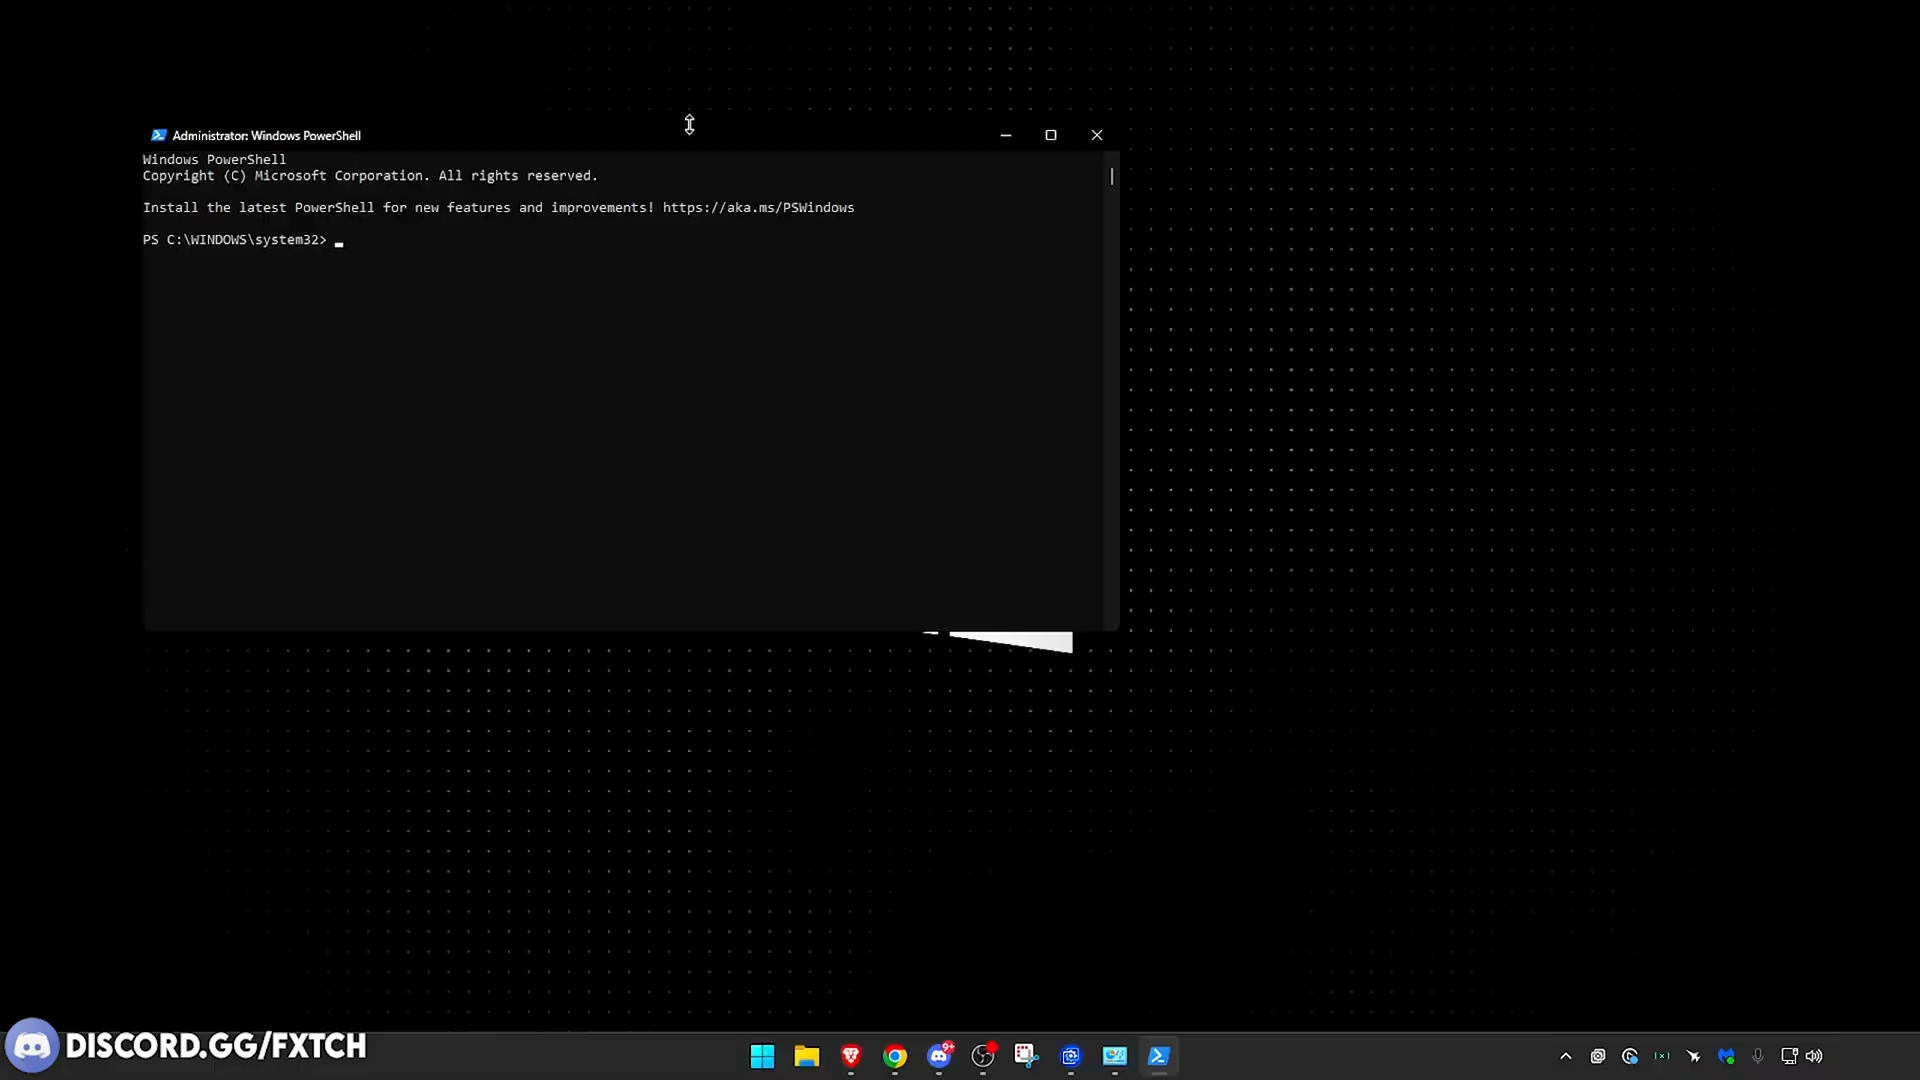 Administrator: Windows PowerShell
Windows PowerShell
Copyright (C) Microsoft Corporation. All rights reserved.
Install the latest PowerShell for new features and improvements! https://aka.ms/PSWindows
PS C:\WINDOWS\system32>
DISCORD.GG/FXTCH
9+